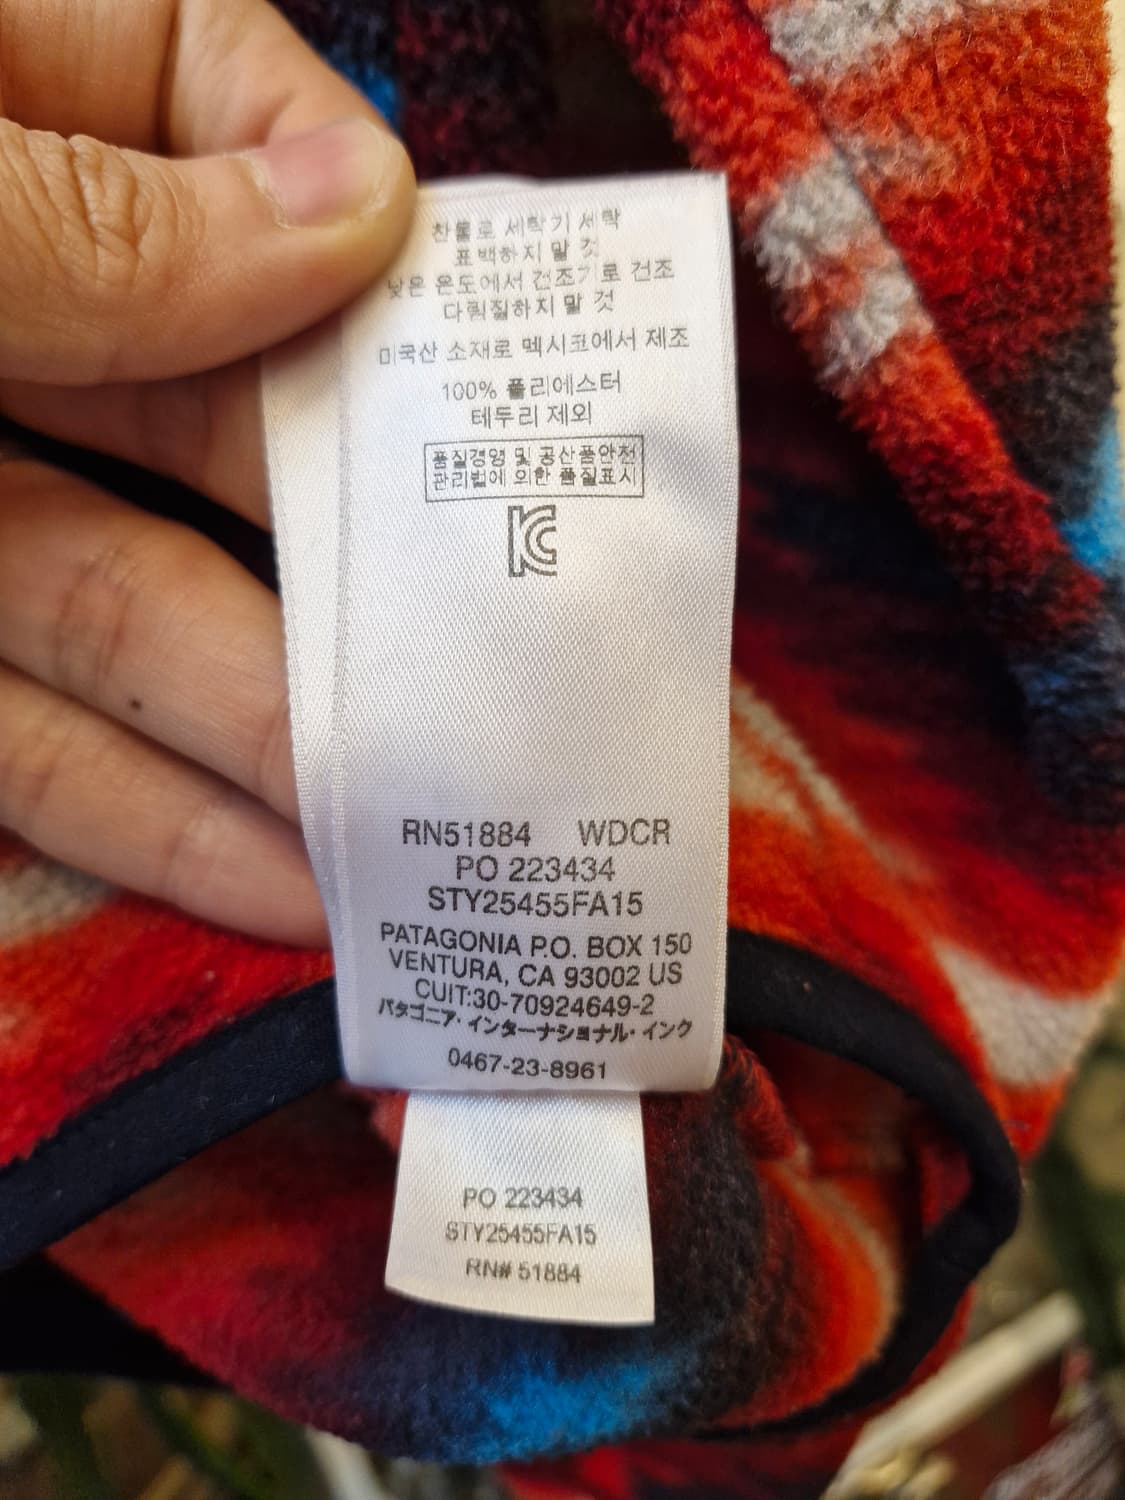 찬물로 세탁기 세탁
표백하지 말 것
낮은 온도에서 건조기로 건조
다림질하지 말 것
미국산 소재로 멕시코에서 제조
100% 폴리에스터
테두리 제외
품질경영 및 공산품안전
관리법에 의한 품질표시
KC
RN51884 WDCR
PO 223434
STY25455FA15
PATAGONIA P.O. BOX 150
VENTURA, CA 93002 US
CUIT:30-70924649-2
パタゴニア･インターナショナル･インク
0467-23-8961
PO 223434
STY25455FA15
RN# 51884